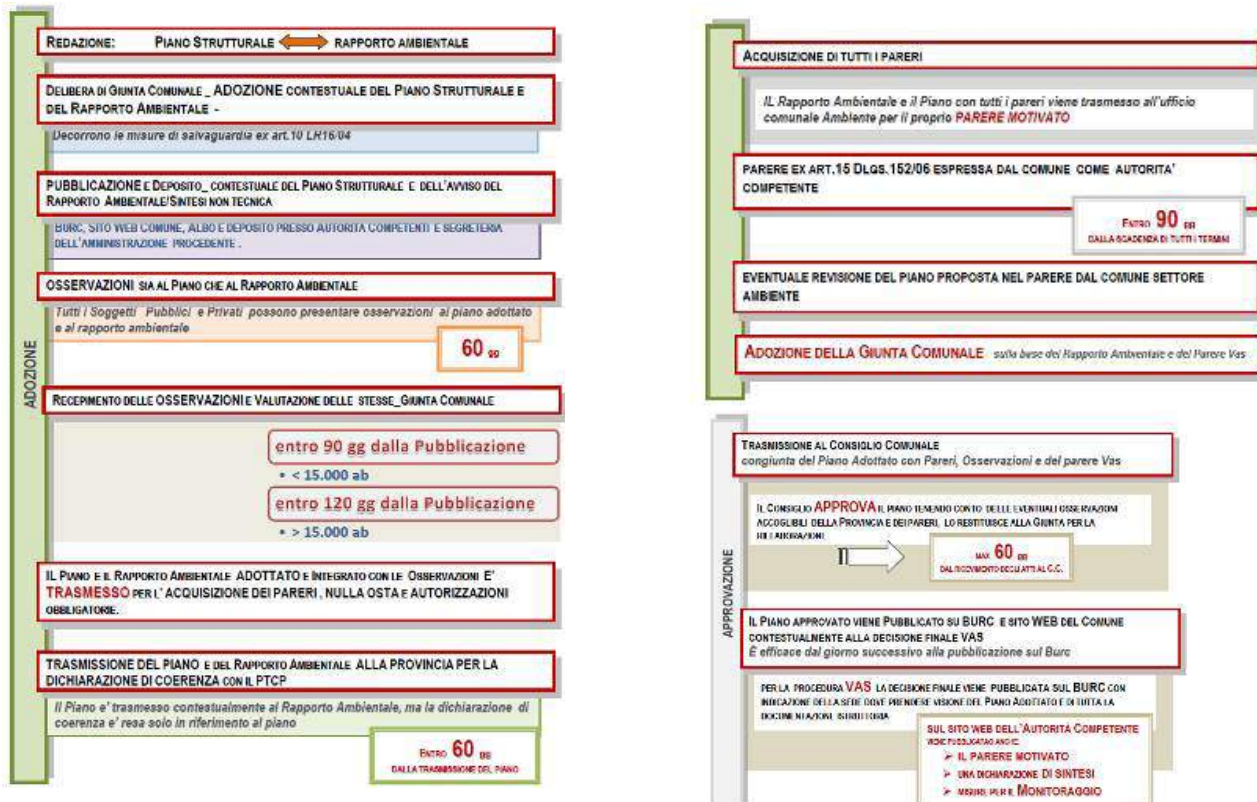 REDAZIONE: PIANO STRUTTURALE RAPPORTO AMBIENTALE
DELIBERA DI GIUNTA COMUNALE _ ADOZIONE CONTESTUALE DEL PIANO STRUTTURALE E
DEL RAPPORTO AMBIENTALE -
Decorrono le misure di salvaguardia ex art.10 LR16/04
PUBBLICAZIONE E DEPOSITO_ CONTESTUALE DEL PIANO STRUTTURALE E DELL'AVVISO DEL
RAPPORTO AMBIENTALE/SINTESI NON TECNICA
BURC, SITO WEB COMUNE, ALBO E DEPOSITO PRESSO AUTORITA COMPETENTI E SEGRETERIA
DELL'AMMINISTRAZIONE PROCEDENTE .
OSSERVAZIONI SIA AL PIANO CHE AL RAPPORTO AMBIENTALE
Tutti i Soggetti Pubblici e Privati possono presentare osservazioni al piano adottato
e al rapporto ambientale
60 gg
ADOZIONE
RECEPIMENTO DELLE OSSERVAZIONI E VALUTAZIONE DELLE STESSE_GIUNTA COMUNALE
entro 90 gg dalla Pubblicazione
• < 15.000 ab
entro 120 gg dalla Pubblicazione
• > 15.000 ab
IL PIANO E IL RAPPORTO AMBIENTALE ADOTTATO E INTEGRATO CON LE OSSERVAZIONI E'
TRASMESSO PER L' ACQUISIZIONE DEI PARERI , NULLA OSTA E AUTORIZZAZIONI
OBBLIGATORIE.
TRASMISSIONE DEL PIANO E DEL RAPPORTO AMBIENTALE ALLA PROVINCIA PER LA
DICHIARAZIONE DI COERENZA CON IL PTCP
Il Piano e' trasmesso contestualmente al Rapporto Ambientale, ma la dichiarazione di
coerenza e' resa solo in riferimento al piano
ENTRO 60 GG
DALLA TRASMISSIONE DEL PIANO
ACQUISIZIONE DI TUTTI I PARERI
IL Rapporto Ambientale e il Piano con tutti i pareri viene trasmesso all'ufficio
comunale Ambiente per il proprio PARERE MOTIVATO
PARERE EX ART.15 DLGS.152/06 ESPRESSA DAL COMUNE COME AUTORITA'
COMPETENTE
ENTRO 90 GG
DALLA SCADENZA DI TUTTI I TERMINI
EVENTUALE REVISIONE DEL PIANO PROPOSTA NEL PARERE DAL COMUNE SETTORE
AMBIENTE
ADOZIONE DELLA GIUNTA COMUNALE sulla base del Rapporto Ambientale e del Parere Vas
TRASMISSIONE AL CONSIGLIO COMUNALE
congiunta del Piano Adottato con Pareri, Osservazioni e del parere Vas
IL CONSIGLIO APPROVA IL PIANO TENENDO CONTO DELLE EVENTUALI OSSERVAZIONI
ACCOGLIBILI DELLA PROVINCIA E DEI PARERI, LO RESTITUISCE ALLA GIUNTA PER LA
RIELABORAZIONE
MAX 60 GG
DAL RICEVIMENTO DEGLI ATTI AL C.C.
APPROVAZIONE
IL PIANO APPROVATO VIENE PUBBLICATO SU BURC E SITO WEB DEL COMUNE
CONTESTUALMENTE ALLA DECISIONE FINALE VAS
È efficace dal giorno successivo alla pubblicazione sul Burc
PER LA PROCEDURA VAS LA DECISIONE FINALE VIENE PUBBLICATA SUL BURC CON
INDICAZIONE DELLA SEDE DOVE PRENDERE VISIONE DEL PIANO ADOTTATO E DI TUTTA LA
DOCUMENTAZIONE ISTRUTTORIA
SUL SITO WEB DELL'AUTORITÀ COMPETENTE
VIENE PUBBLICATAO ANCHE:
➢ IL PARERE MOTIVATO
➢ UNA DICHIARAZIONE DI SINTESI
➢ MISURE PER IL MONITORAGGIO